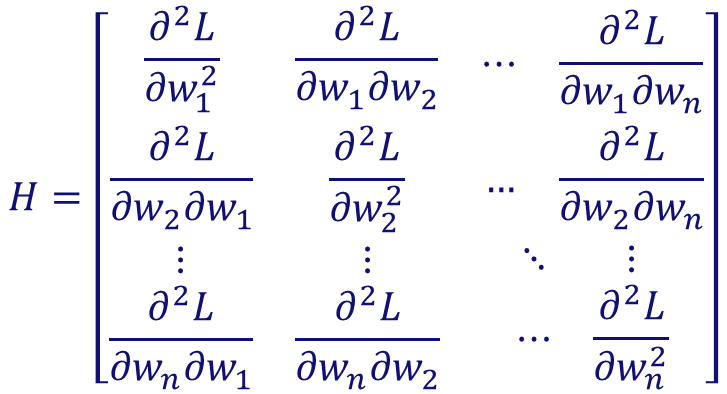 H = [ ∂²L/∂w₁² ∂²L/∂w₁∂w₂ ⋯ ∂²L/∂w₁∂wₙ
∂²L/∂w₂∂w₁ ∂²L/∂w₂² … ∂²L/∂w₂∂wₙ
⋮ ⋮ ⋱ ⋮
∂²L/∂wₙ∂w₁ ∂²L/∂wₙ∂w₂ ⋯ ∂²L/∂wₙ² ]